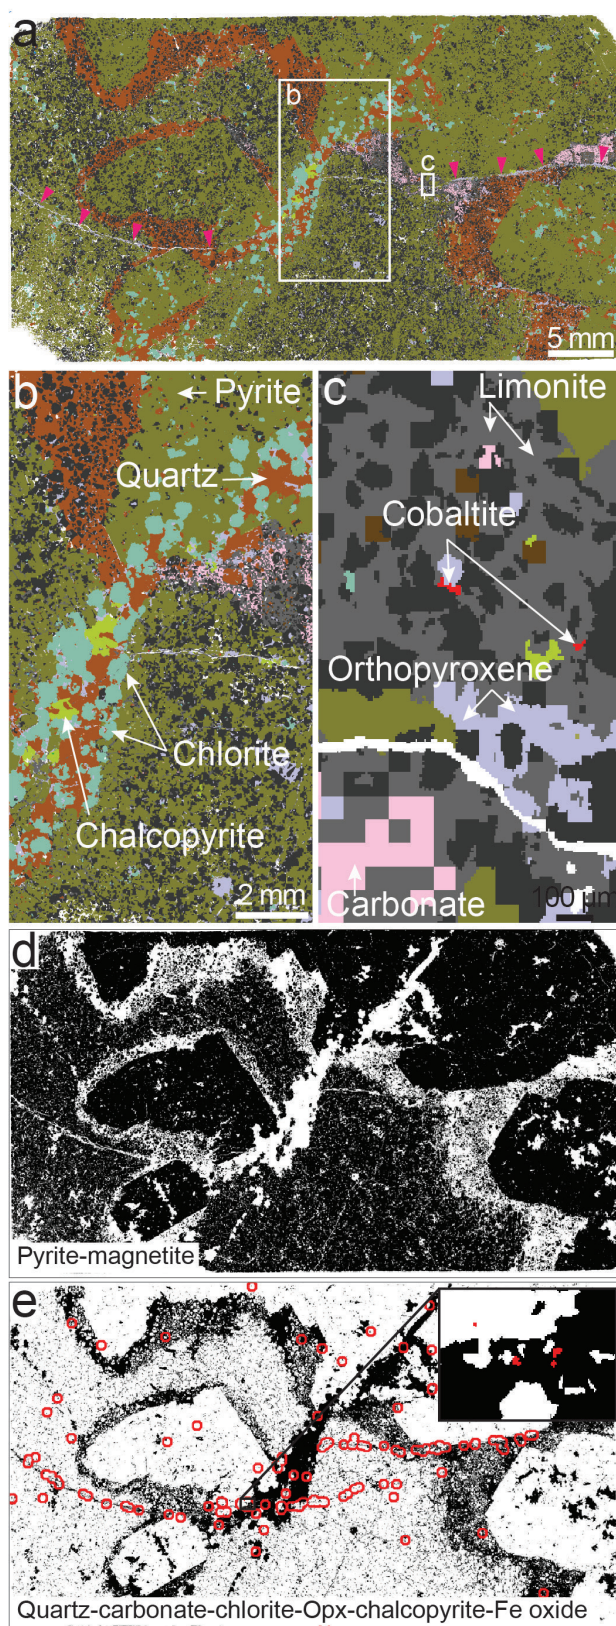 a
b
c
5 mm
b
Pyrite
Quartz
Chlorite
Chalcopyrite
2 mm
c
Limonite
Cobaltite
Orthopyroxene
Carbonate
100 µm
d
Pyrite-magnetite
e
Quartz-carbonate-chlorite-Opx-chalcopyrite-Fe oxide